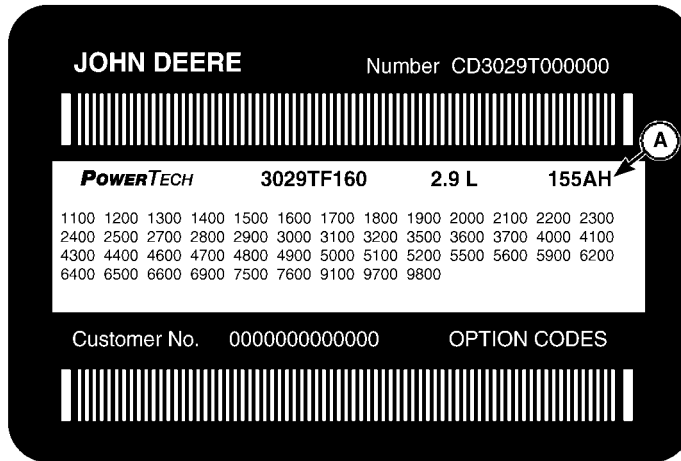 JOHN DEERE Number CD3029T000000
A
POWERTECH 3029TF160 2.9 L 155AH
1100 1200 1300 1400 1500 1600 1700 1800 1900 2000 2100 2200 2300
2400 2500 2700 2800 2900 3000 3100 3200 3500 3600 3700 4000 4100
4300 4400 4600 4700 4800 4900 5000 5100 5200 5500 5600 5900 6200
6400 6500 6600 6900 7500 7600 9100 9700 9800
Customer No. 0000000000000 OPTION CODES